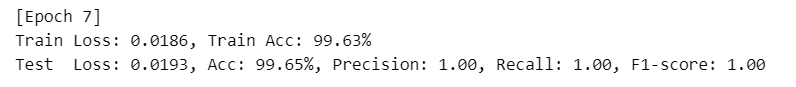 [Epoch 7]
Train Loss: 0.0186, Train Acc: 99.63%
Test  Loss: 0.0193, Acc: 99.65%, Precision: 1.00, Recall: 1.00, F1-score: 1.00